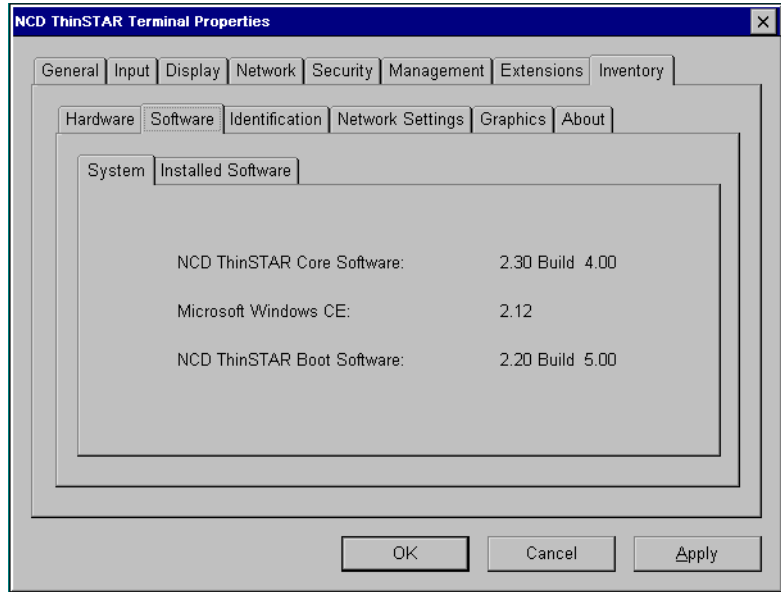 NCD ThinSTAR Terminal Properties
General Input Display Network Security Management Extensions Inventory
Hardware Software Identification Network Settings Graphics About
System Installed Software
NCD ThinSTAR Core Software: 2.30 Build 4.00
Microsoft Windows CE: 2.12
NCD ThinSTAR Boot Software: 2.20 Build 5.00
OK Cancel Apply